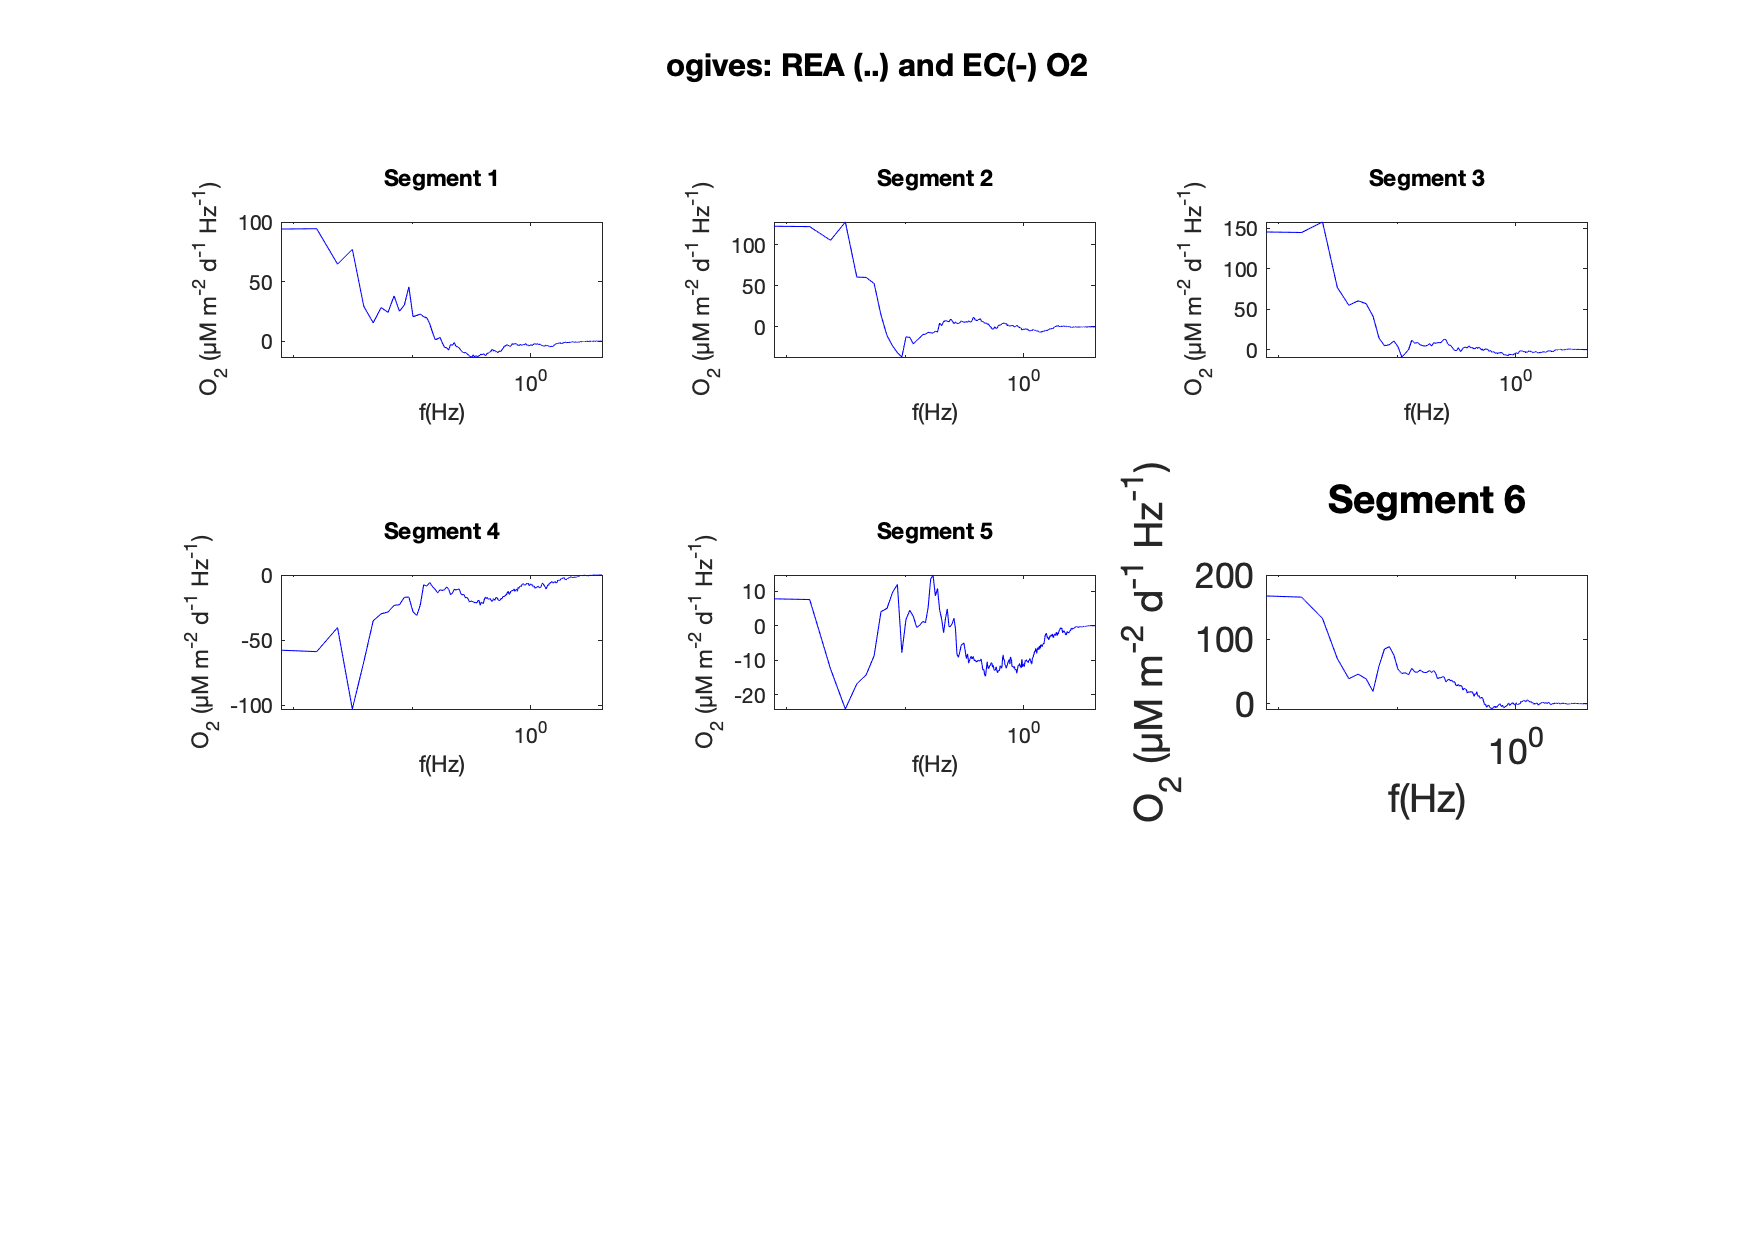 ogives: REA (..) and EC(-) O2
Segment 1
O2 (µM m-2 d-1 Hz-1)
100
50
0
10^0
f(Hz)
Segment 2
O2 (µM m-2 d-1 Hz-1)
100
50
0
10^0
f(Hz)
Segment 3
O2 (µM m-2 d-1 Hz-1)
150
100
50
0
10^0
f(Hz)
Segment 4
O2 (µM m-2 d-1 Hz-1)
0
-50
-100
10^0
f(Hz)
Segment 5
O2 (µM m-2 d-1 Hz-1)
10
0
-10
-20
10^0
f(Hz)
Segment 6
O2 (µM m-2 d-1 Hz-1)
200
100
0
10^0
f(Hz)